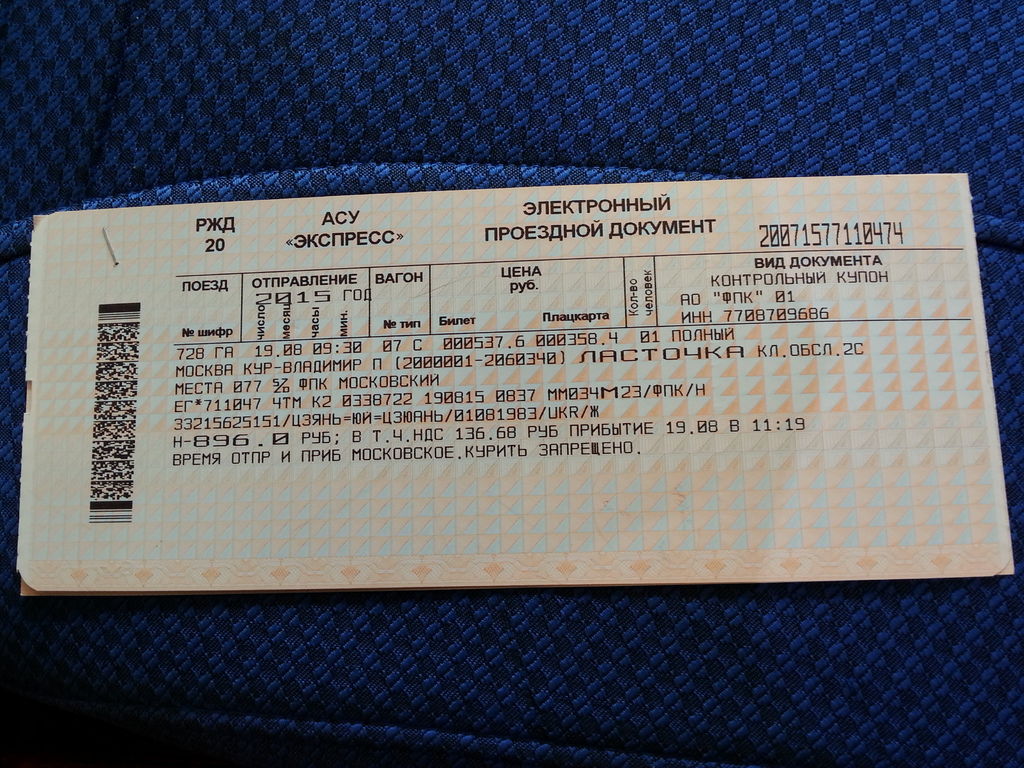 РЖД
20
АСУ
«ЭКСПРЕСС»
ЭЛЕКТРОННЫЙ
ПРОЕЗДНОЙ ДОКУМЕНТ
20071577110474
ПОЕЗД
№ шифр
ОТПРАВЛЕНИЕ
2015 ГОД
число
месяц
часы
мин.
ВАГОН
№ тип
ЦЕНА
руб.
Билет
Плацкарта
Кол-во
человек
ВИД ДОКУМЕНТА
КОНТРОЛЬНЫЙ КУПОН
АО "ФПК" 01
ИНН 7708709686
728 ГА 19.08 09:30 07 С 000537.6 000358.4 01 ПОЛНЫЙ
МОСКВА КУР-ВЛАДИМИР П (2000001-2060340) ЛАСТОЧКА КЛ.ОБСЛ.2С
МЕСТА 077 ФПК МОСКОВСКИЙ
ЕГ*711047 4ТМ К2 0338722 190815 0837 ММ034М23/ФПК/Н
33215625151/ЦЗЯНЬ=ЮЙ=ЦЗЮАНЬ/01081983/UKR/Ж
Н-896.0 РУБ; В Т.Ч.НДС 136.68 РУБ ПРИБЫТИЕ 19.08 В 11:19
ВРЕМЯ ОТПР И ПРИБ МОСКОВСКОЕ.КУРИТЬ ЗАПРЕЩЕНО.